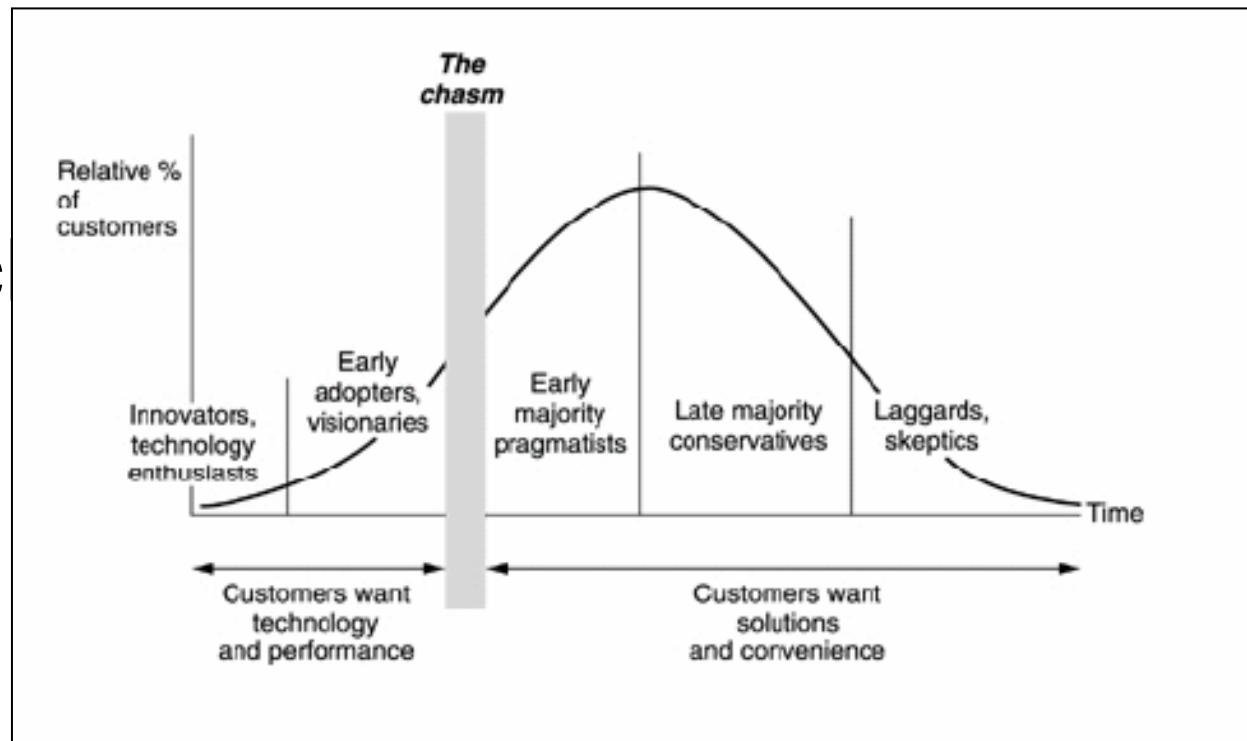 The
chasm
Relative %
of
customers
Innovators,
technology
enthusiasts
Early
adopters,
visionaries
Early
majority
pragmatists
Late majority
conservatives
Laggards,
skeptics
Time
Customers want
technology
and performance
Customers want
solutions
and convenience